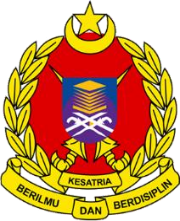 KESATRIA
BERILMU DAN BERDISIPLIN